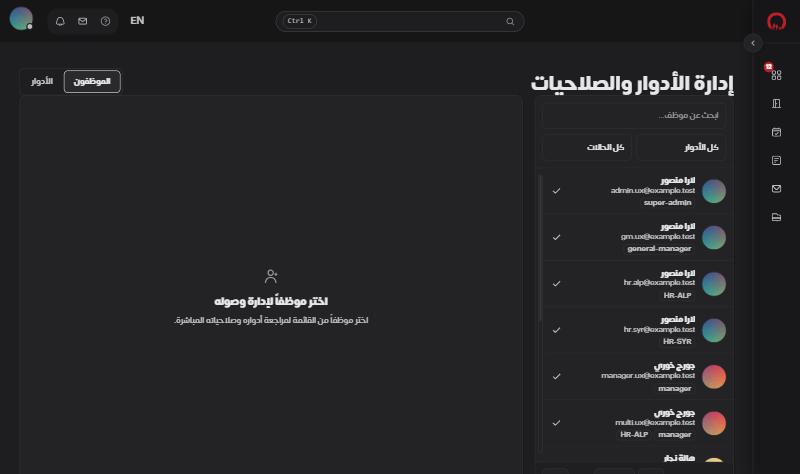 EN
Ctrl K
12
إدارة الأدوار والصلاحيات
الموظفون
الأدوار
ابحث عن موظف...
كل الأدوار
كل الحالات
لارا منصور
admin.ux@example.test
super-admin
لارا منصور
gm.ux@example.test
general-manager
لارا منصور
hr.alp@example.test
HR-ALP
لارا منصور
hr.syr@example.test
HR-SYR
جورج خوري
manager.ux@example.test
manager
جورج خوري
multi.ux@example.test
manager HR-ALP
هالة نجار
اختر موظفاً لإدارة وصوله
اختر موظفاً من القائمة لمراجعة أدواره وصلاحياته المباشرة.